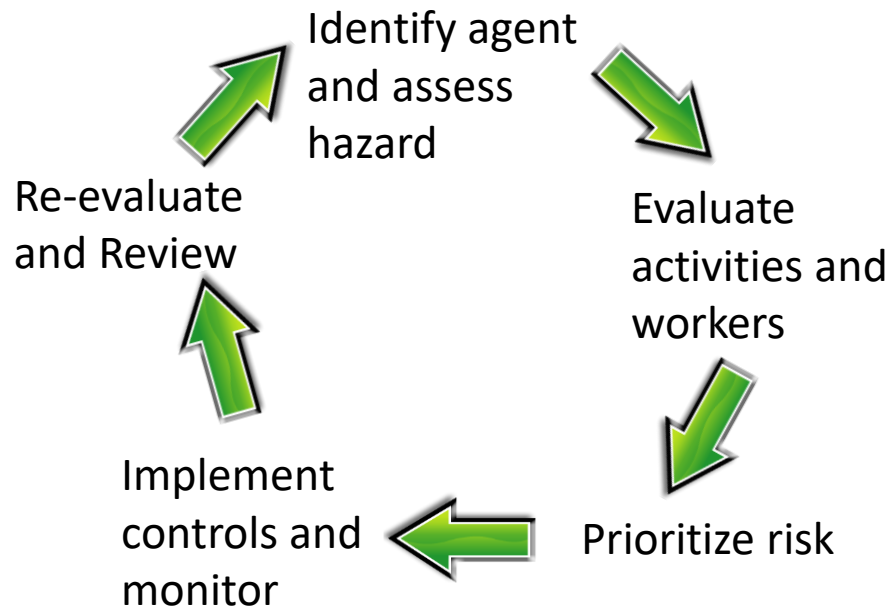 Identify agent
and assess
hazard
Evaluate
activities and
workers
Prioritize risk
Implement
controls and
monitor
Re-evaluate
and Review